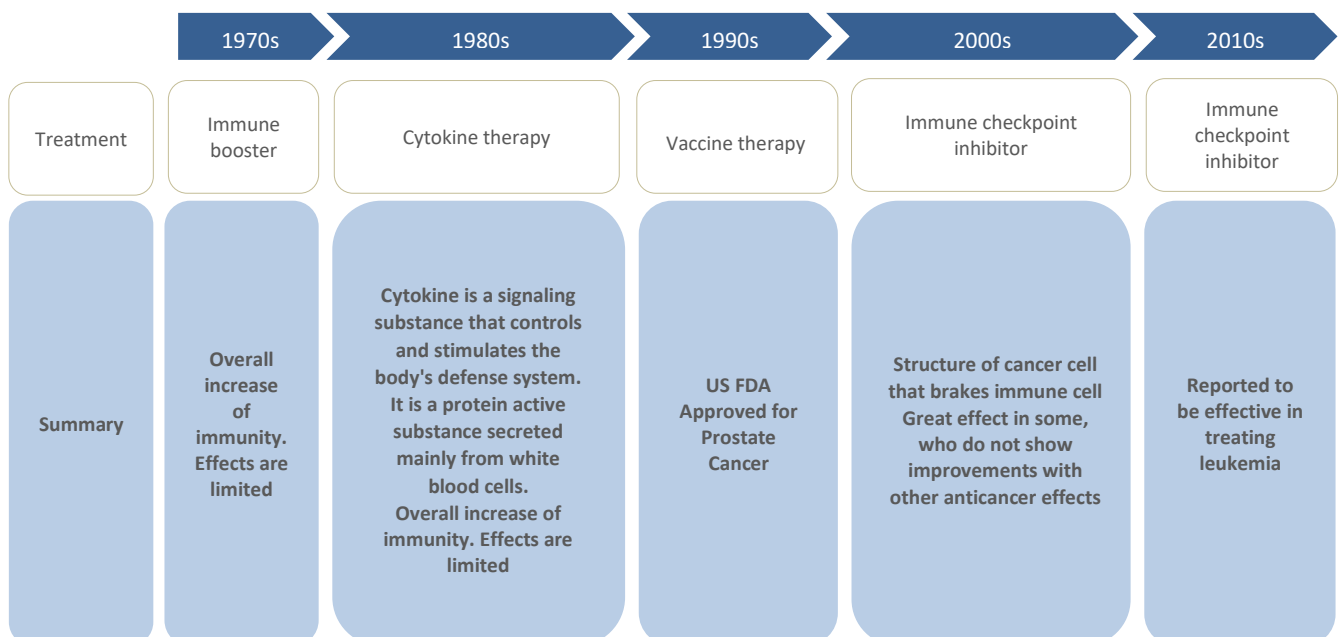 1970s
1980s
1990s
2000s
2010s
Treatment
Immune
booster
Cytokine therapy
Vaccine therapy
Immune checkpoint
inhibitor
Immune
checkpoint
inhibitor
Summary
Overall
increase
of
immunity.
Effects are
limited
Cytokine is a signaling
substance that controls
and stimulates the
body's defense system.
It is a protein active
substance secreted
mainly from white
blood cells.
Overall increase of
immunity. Effects are
limited
US FDA
Approved for
Prostate
Cancer
Structure of cancer cell
that brakes immune cell
Great effect in some,
who do not show
improvements with
other anticancer effects
Reported to
be effective in
treating
leukemia